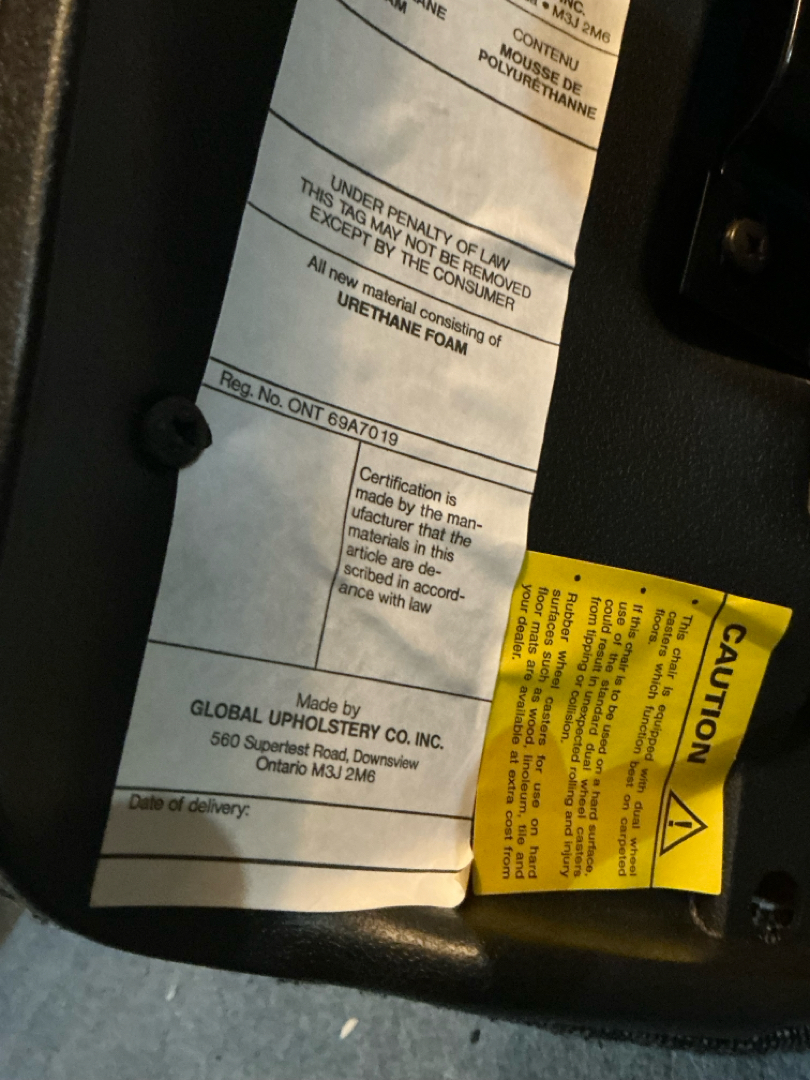 INC.
• M3J 2M6
CONTENU
MOUSSE DE
POLYURÉTHANNE
UNDER PENALTY OF LAW
THIS TAG MAY NOT BE REMOVED
EXCEPT BY THE CONSUMER
All new material consisting of
URETHANE FOAM
Reg. No. ONT 69A7019
Certification is
made by the man-
ufacturer that the
materials in this
article are de-
scribed in accord-
ance with law
Made by
GLOBAL UPHOLSTERY CO. INC.
560 Supertest Road, Downsview
Ontario M3J 2M6
Date of delivery:
CAUTION
• This chair is equipped with dual wheel
casters which function best on carpeted
floors.
• If this chair is to be used on a hard surface,
use of the standard dual wheel casters
could result in unexpected rolling and injury
from tipping or collision.
• Rubber wheel casters for use on hard
surfaces such as wood, linoleum, tile and
floor mats are available at extra cost from
your dealer.